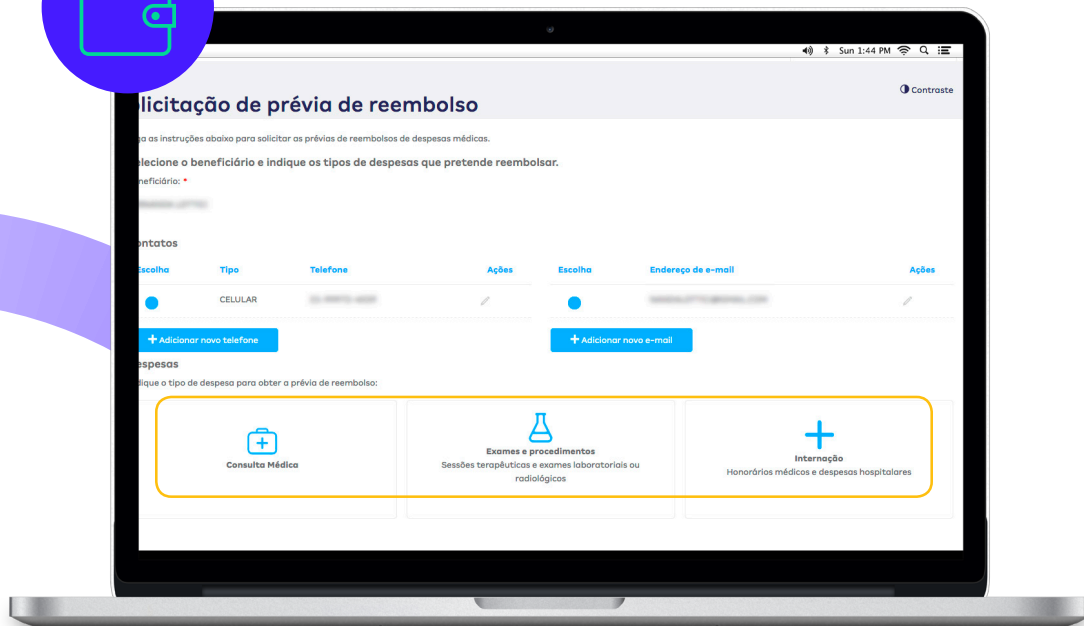 Sun 1:44 PM
Contraste
licitação de prévia de reembolso
ga as instruções abaixo para solicitar as prévias de reembolsos de despesas médicas.
elecione o beneficiário e indique os tipos de despesas que pretende reembolsar.
neficiário: *
ontatos
Escolha Tipo Telefone Ações Escolha Endereço de e-mail Ações
CELULAR
+ Adicionar novo telefone + Adicionar novo e-mail
espesas
dique o tipo de despesa para obter a prévia de reembolso:
Consulta Médica
Exames e procedimentos
Sessões terapêuticas e exames laboratoriais ou
radiológicos
Internação
Honorários médicos e despesas hospitalares